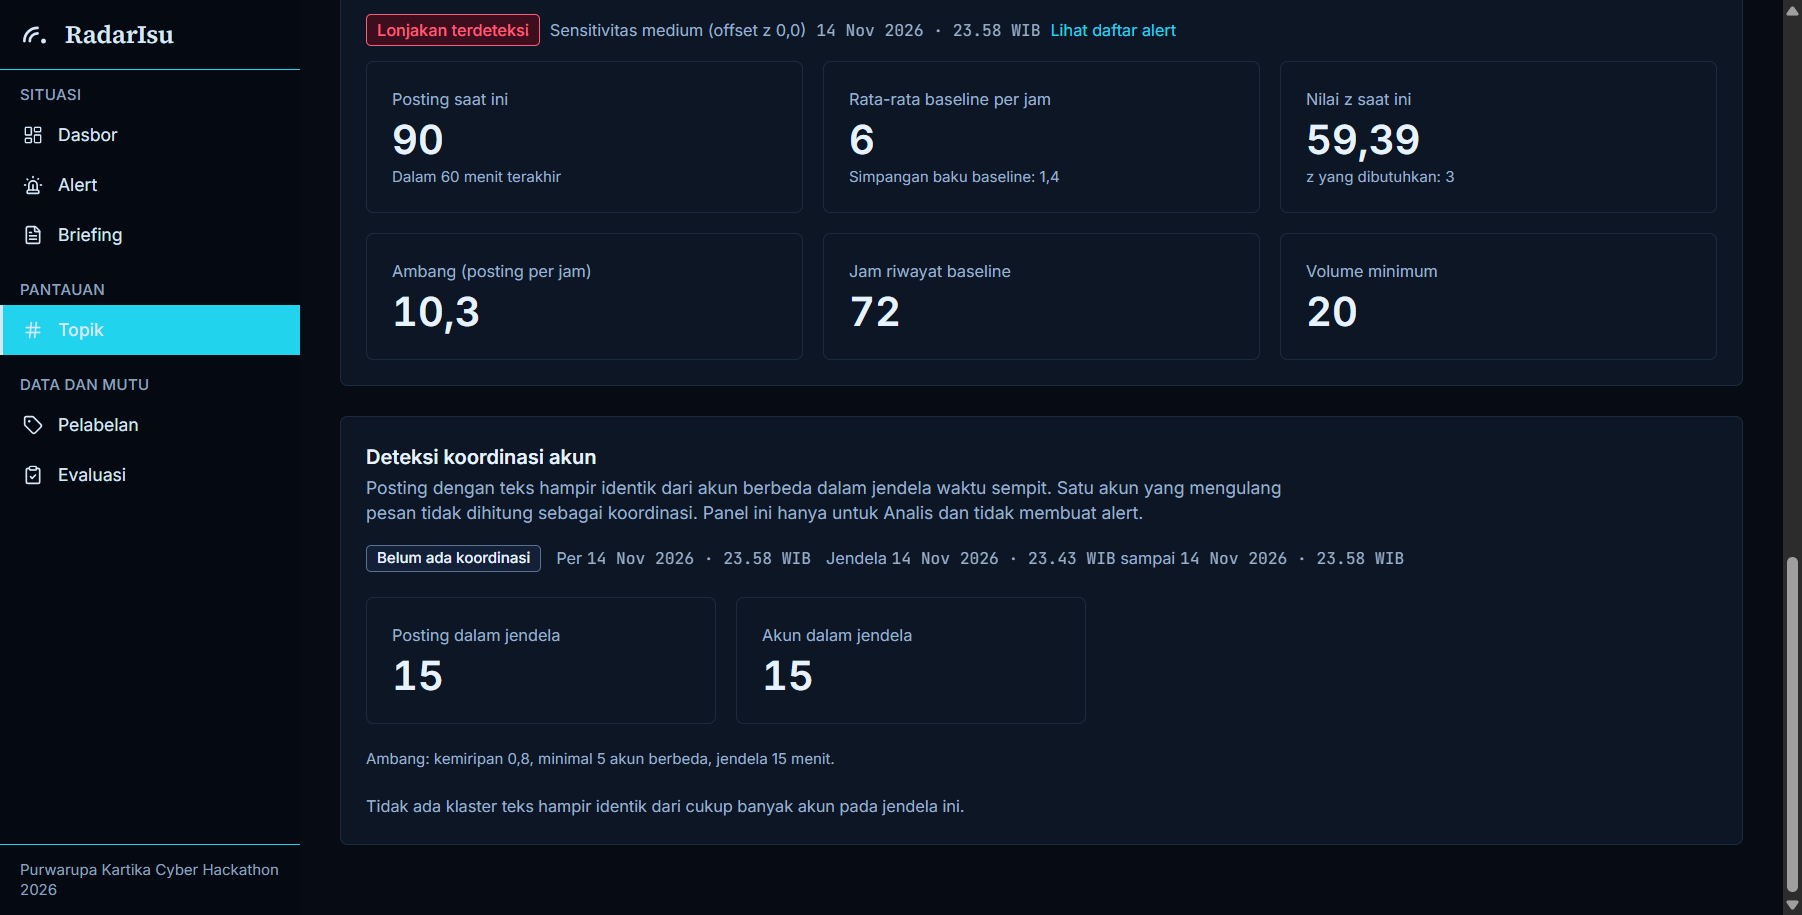 RadarIsu
SITUASI
Dasbor
Alert
Briefing
PANTAUAN
Topik
DATA DAN MUTU
Pelabelan
Evaluasi
Purwarupa Kartika Cyber Hackathon
2026
Lonjakan terdeteksi Sensitivitas medium (offset z 0,0) 14 Nov 2026 · 23.58 WIB Lihat daftar alert
Posting saat ini
90
Dalam 60 menit terakhir
Rata-rata baseline per jam
6
Simpangan baku baseline: 1,4
Nilai z saat ini
59,39
z yang dibutuhkan: 3
Ambang (posting per jam)
10,3
Jam riwayat baseline
72
Volume minimum
20
Deteksi koordinasi akun
Posting dengan teks hampir identik dari akun berbeda dalam jendela waktu sempit. Satu akun yang mengulang
pesan tidak dihitung sebagai koordinasi. Panel ini hanya untuk Analis dan tidak membuat alert.
Belum ada koordinasi Per 14 Nov 2026 · 23.58 WIB Jendela 14 Nov 2026 · 23.43 WIB sampai 14 Nov 2026 · 23.58 WIB
Posting dalam jendela
15
Akun dalam jendela
15
Ambang: kemiripan 0,8, minimal 5 akun berbeda, jendela 15 menit.
Tidak ada klaster teks hampir identik dari cukup banyak akun pada jendela ini.